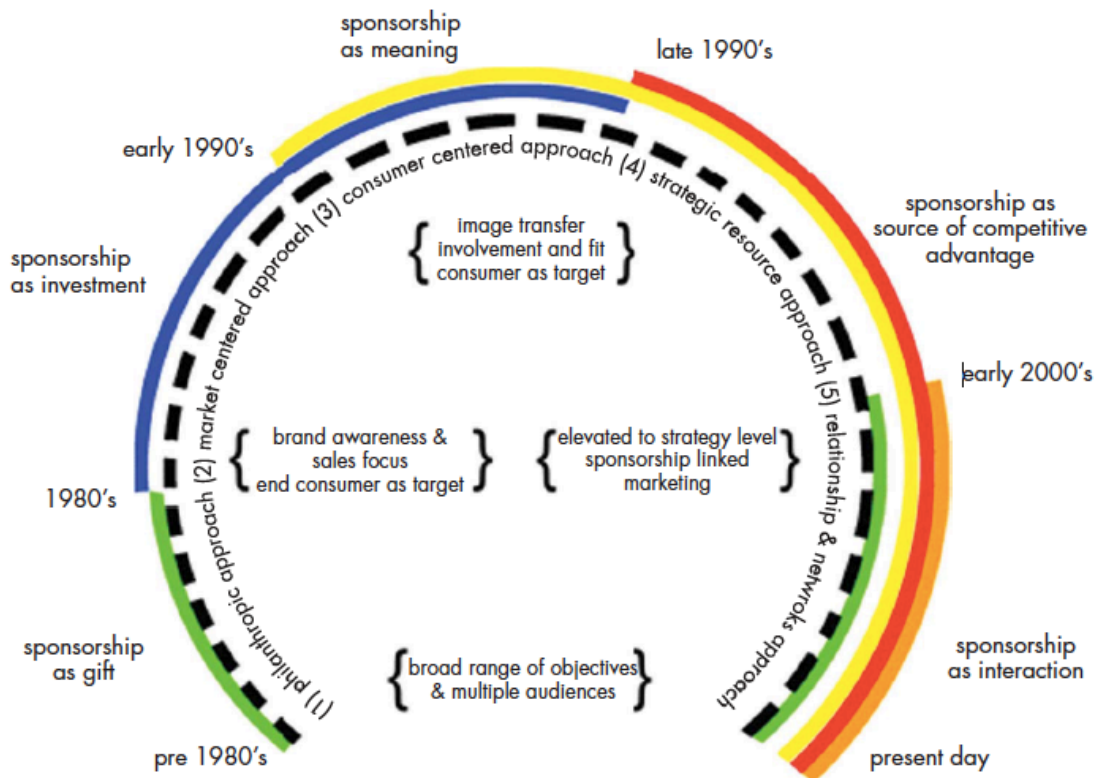 sponsorship
as meaning
late 1990's
early 1990's
sponsorship
as investment
sponsorship as
source of competitive
advantage
early 2000's
1980's
sponsorship
as gift
sponsorship
as interaction
pre 1980's
present day
(1) philanthropic approach (2) market centered approach (3) consumer centered approach (4) strategic resource approach (5) relationship & netwroks approach
{ image transfer
involvement and fit
consumer as target }
{ brand awareness &
sales focus
end consumer as target }
{ elevated to strategy level
sponsorship linked
marketing }
{ broad range of objectives
& multiple audiences }